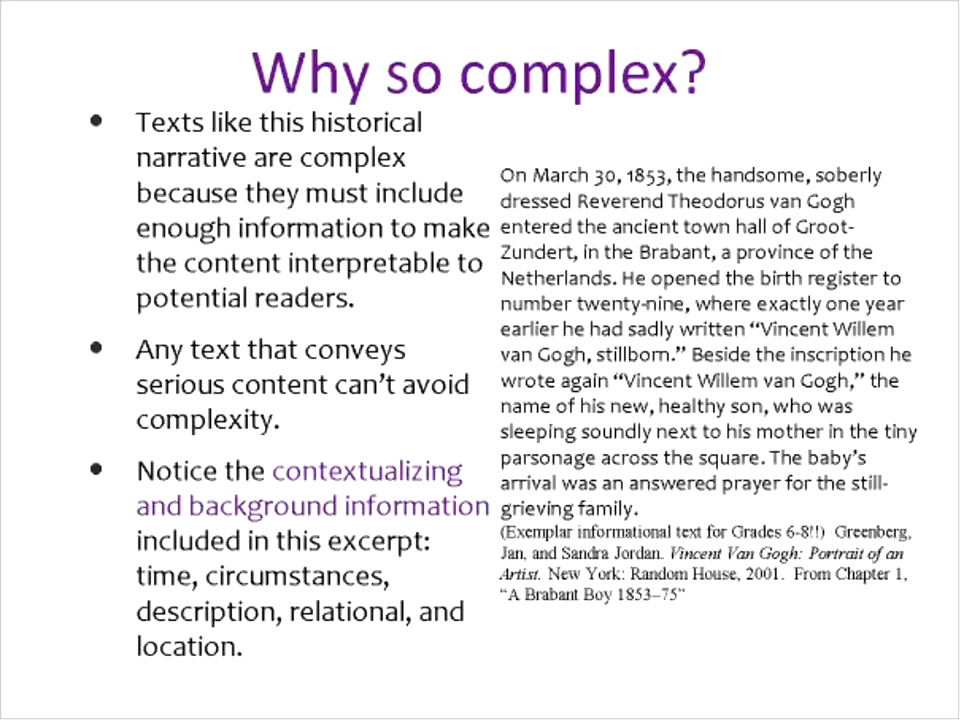 Why so complex?
• Texts like this historical
narrative are complex
because they must include
enough information to make
the content interpretable to
potential readers.
• Any text that conveys
serious content can’t avoid
complexity.
• Notice the contextualizing
and background information
included in this excerpt:
time, circumstances,
description, relational, and
location.
On March 30, 1853, the handsome, soberly
dressed Reverend Theodorus van Gogh
entered the ancient town hall of Groot-
Zundert, in the Brabant, a province of the
Netherlands. He opened the birth register to
number twenty-nine, where exactly one year
earlier he had sadly written “Vincent Willem
van Gogh, stillborn.” Beside the inscription he
wrote again “Vincent Willem van Gogh,” the
name of his new, healthy son, who was
sleeping soundly next to his mother in the tiny
parsonage across the square. The baby’s
arrival was an answered prayer for the still-
grieving family.
(Exemplar informational text for Grades 6-8!!) Greenberg,
Jan, and Sandra Jordan. Vincent Van Gogh: Portrait of an
Artist. New York: Random House, 2001. From Chapter 1,
“A Brabant Boy 1853–75”